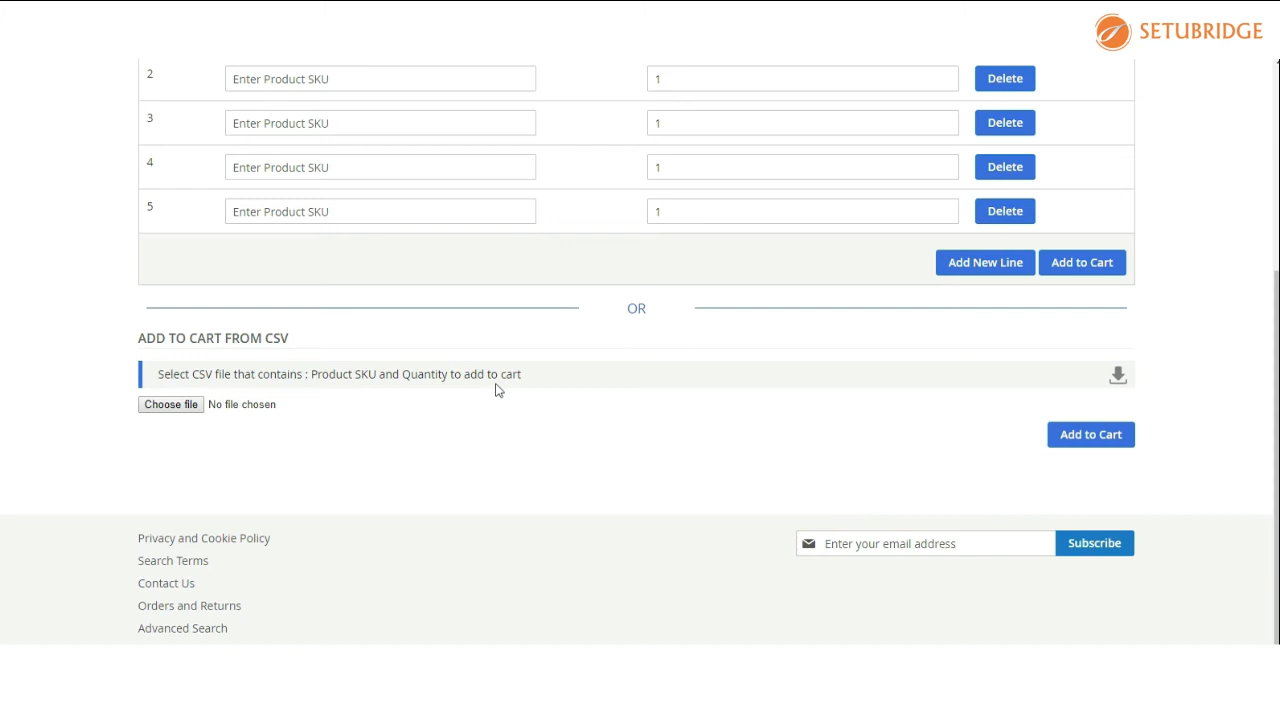 SETUBRIDGE
2 Enter Product SKU 1 Delete
3 Enter Product SKU 1 Delete
4 Enter Product SKU 1 Delete
5 Enter Product SKU 1 Delete
Add New Line Add to Cart
OR
ADD TO CART FROM CSV
Select CSV file that contains : Product SKU and Quantity to add to cart
Choose file No file chosen
Add to Cart
Privacy and Cookie Policy
Search Terms
Contact Us
Orders and Returns
Advanced Search
Enter your email address Subscribe